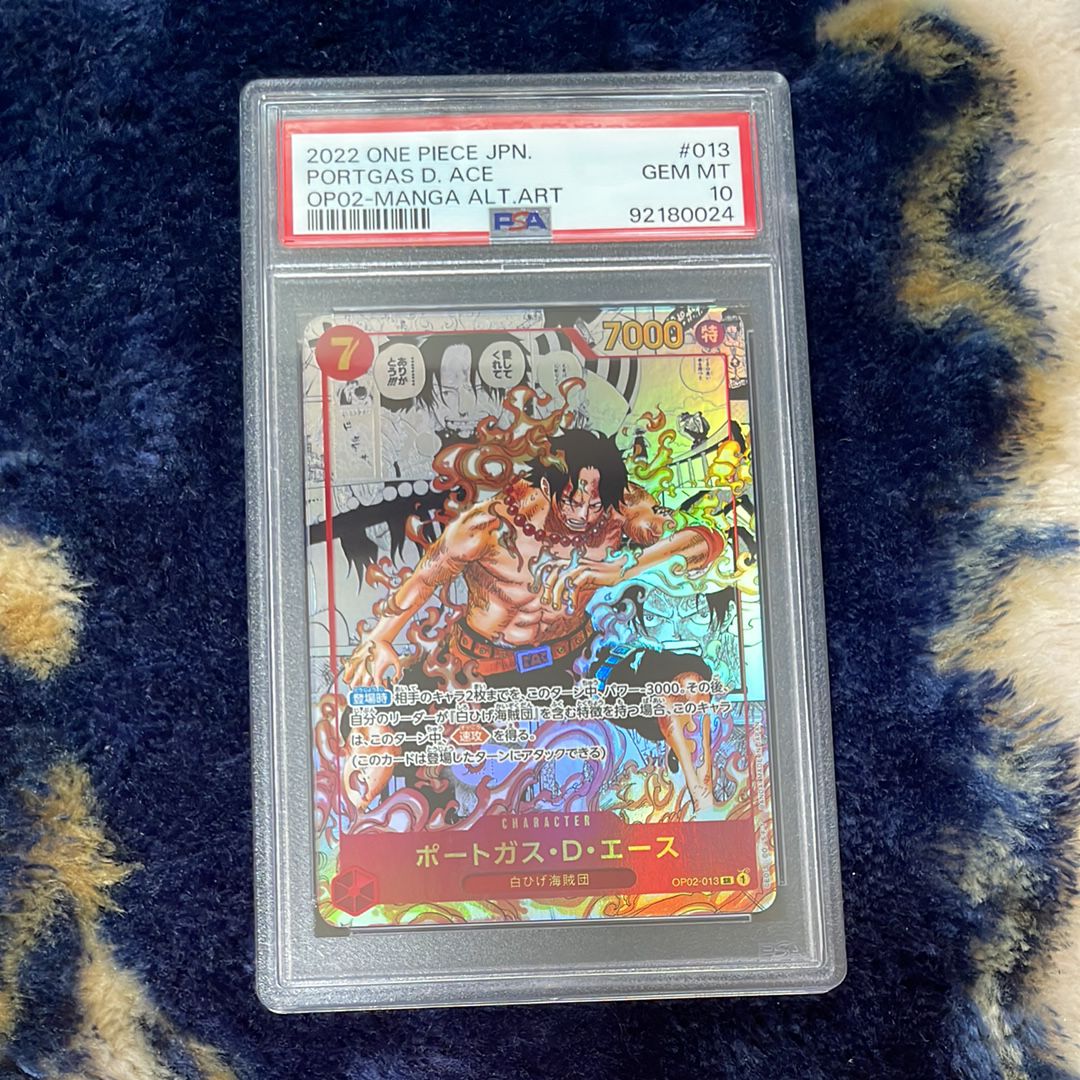 2022 ONE PIECE JPN.
#013
PORTGAS D. ACE
GEM MT
OP02-MANGA ALT.ART
10
PSA
92180024
7
7000
特
ありが
とう!!!
愛して
くれて
登場時 相手のキャラ2枚までを、このターン中、パワー-3000。その後、
自分のリーダーが『白ひげ海賊団』を含む特徴を持つ場合、このキャラ
は、このターン中、速攻を得る。
(このカードは登場したターンにアタックできる)
CHARACTER
ポートガス・D・エース
白ひげ海賊団
OP02-013 SR 1